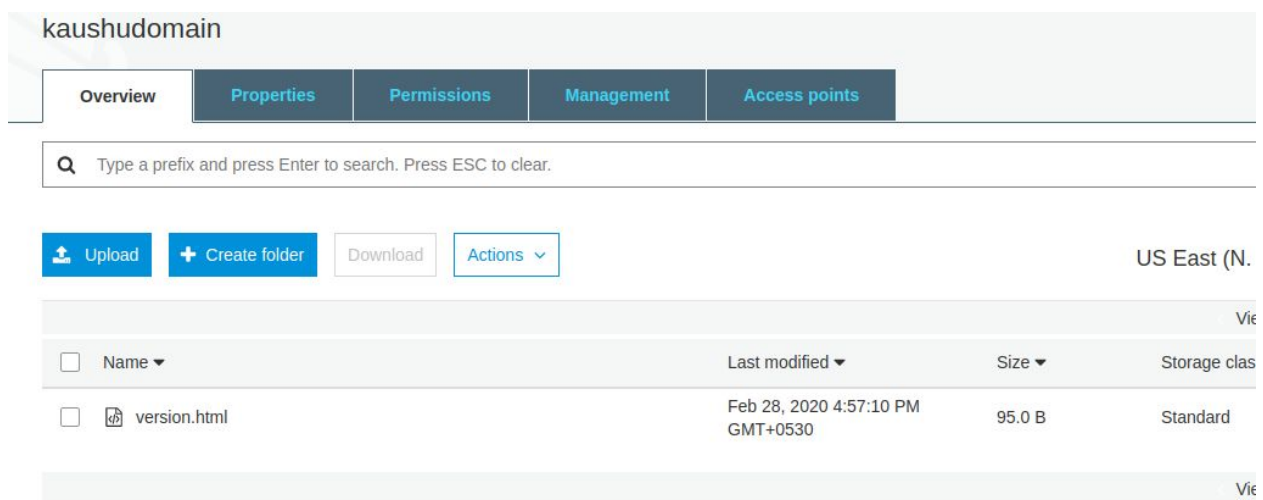 kaushudomain
Overview Properties Permissions Management Access points
Type a prefix and press Enter to search. Press ESC to clear.
Upload Create folder Download Actions
US East (N.
Vie
Name Last modified Size Storage clas
version.html Feb 28, 2020 4:57:10 PM GMT+0530 95.0 B Standard
Vie